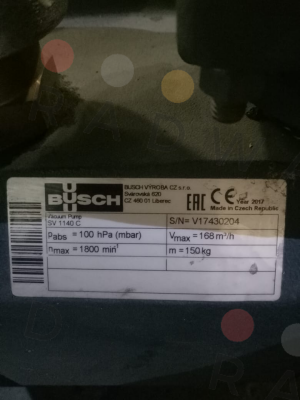 BUSCH
BUSCH VÝROBA CZ s.r.o.
Svárovská 620
CZ 460 01 Liberec
EAC CE Year 2017
Made in Czech Republic
Vacuum Pump
SV 1140 C
S/N= V17430204
pabs = 100 hPa (mbar)
Vmax = 168 m³/h
nmax = 1800 min⁻¹
m = 150 kg